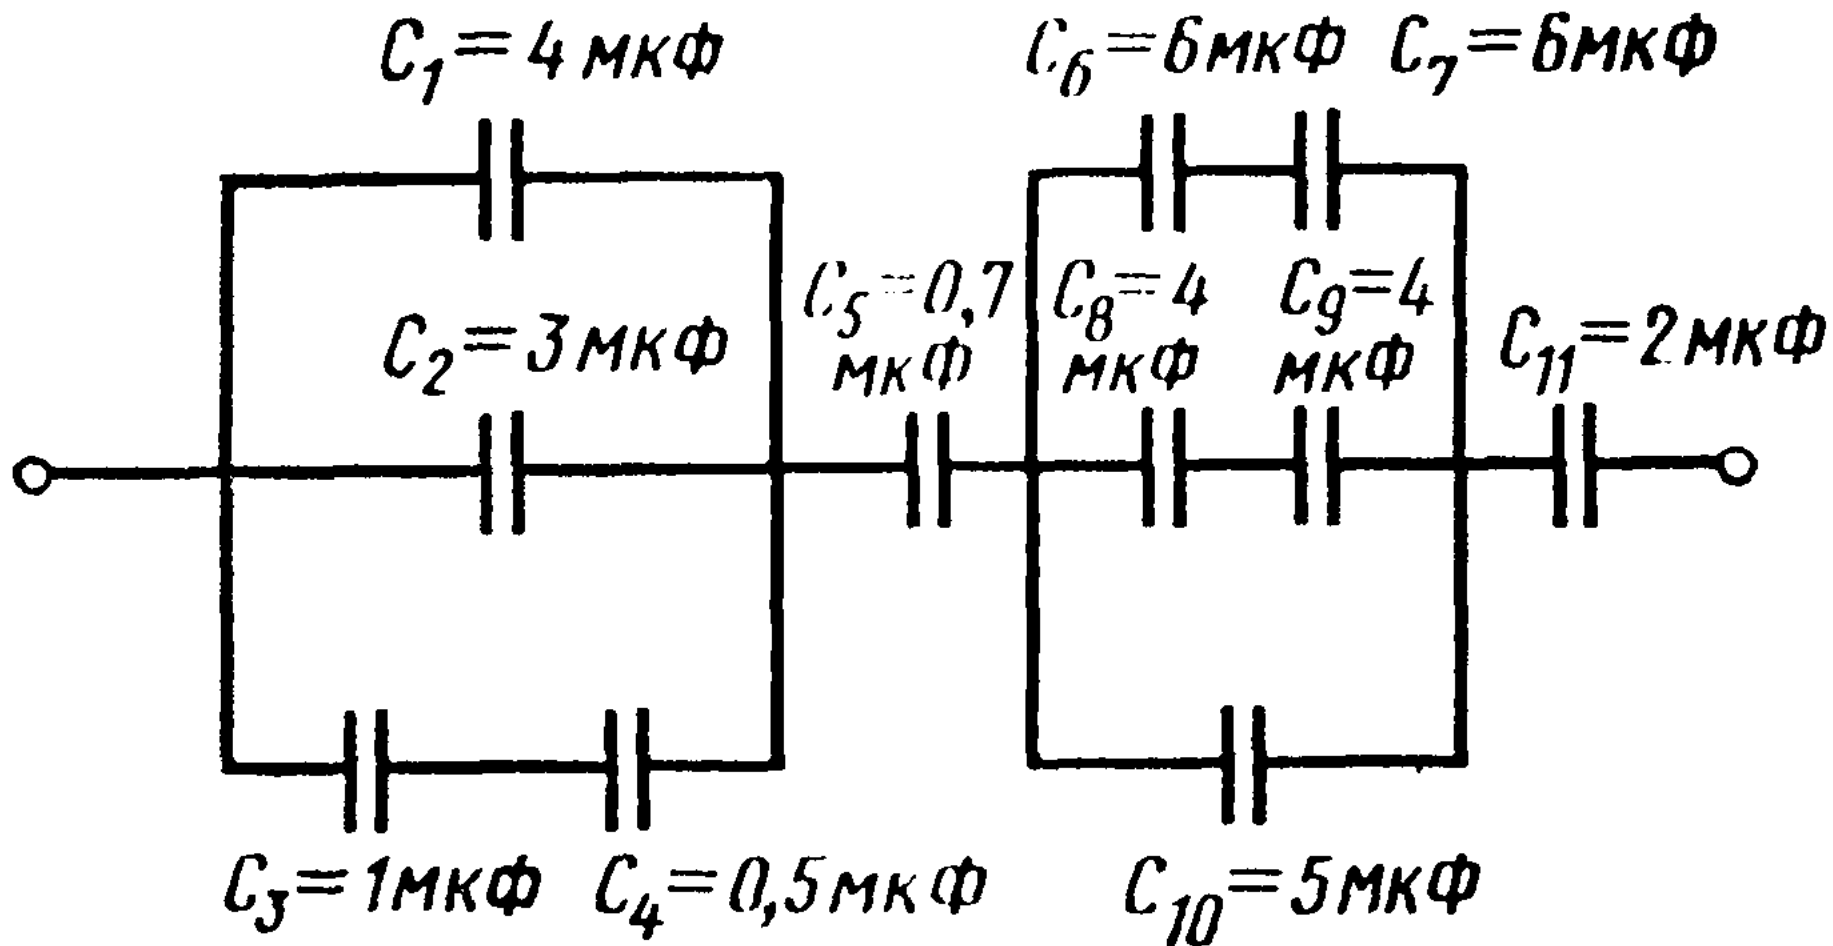 C₁=4 мкФ
C₆=6мкФ C₇=6мкФ
C₂=3мкФ
C₅=0,7
мкФ
C₈=4
мкФ
C₉=4
мкФ
C₁₁=2мкФ
C₃=1мкФ C₄=0,5мкФ
C₁₀=5мкФ